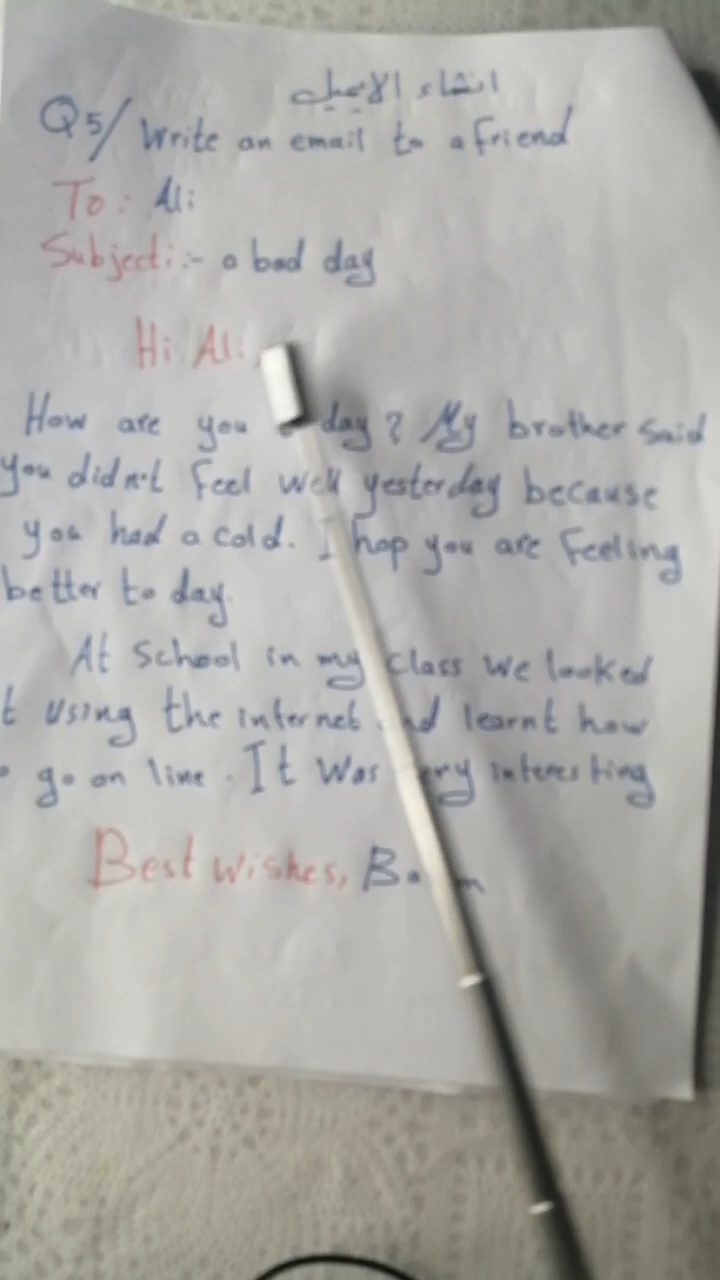 انشاء الاميل
Q5/ Write an email to a friend
To: Ali
Subject:- a bad day
Hi Ali,
How are you day? My brother said
you didn't feel well yesterday because
you had a cold. I hop you are feeling
better to day.
At school in my class we looked
using the internet learnt how
go on line. It was interesting
Best wishes,